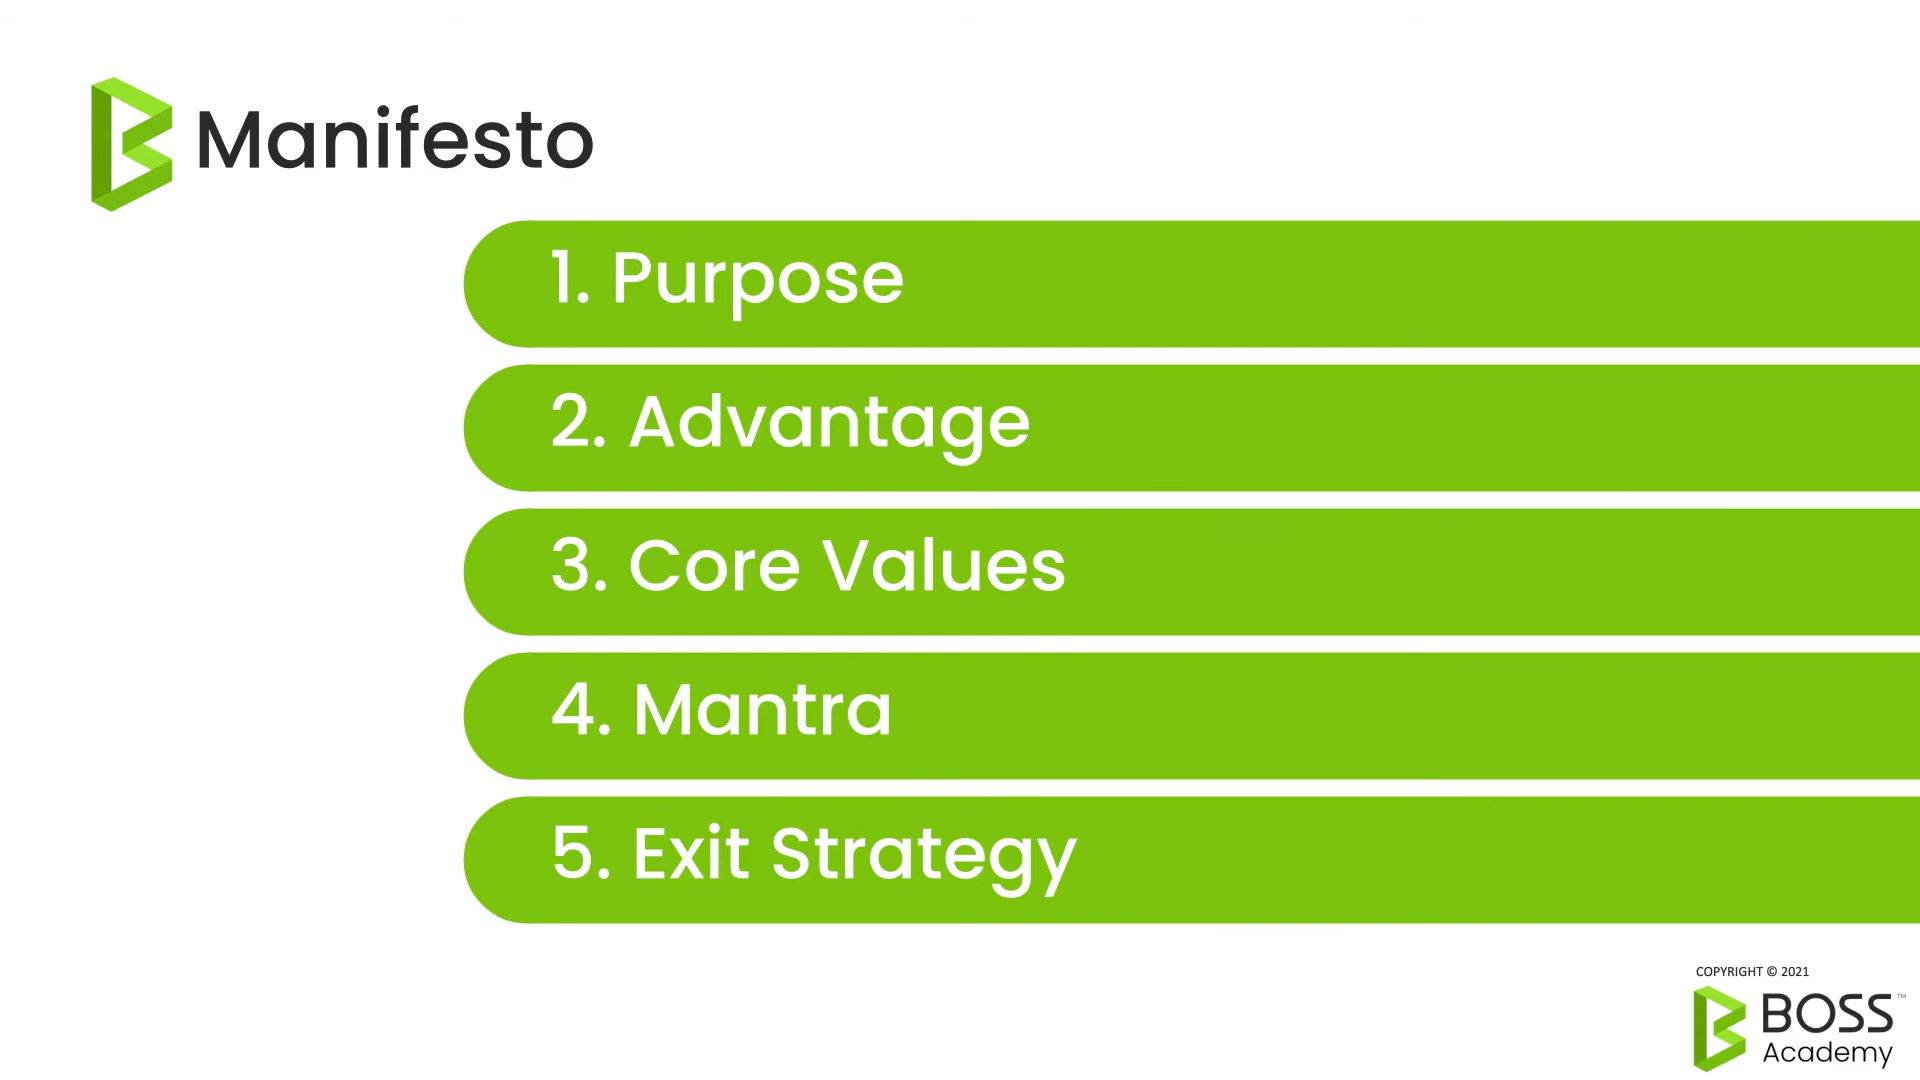 Manifesto
1. Purpose
2. Advantage
3. Core Values
4. Mantra
5. Exit Strategy
COPYRIGHT © 2021
BOSS™
Academy